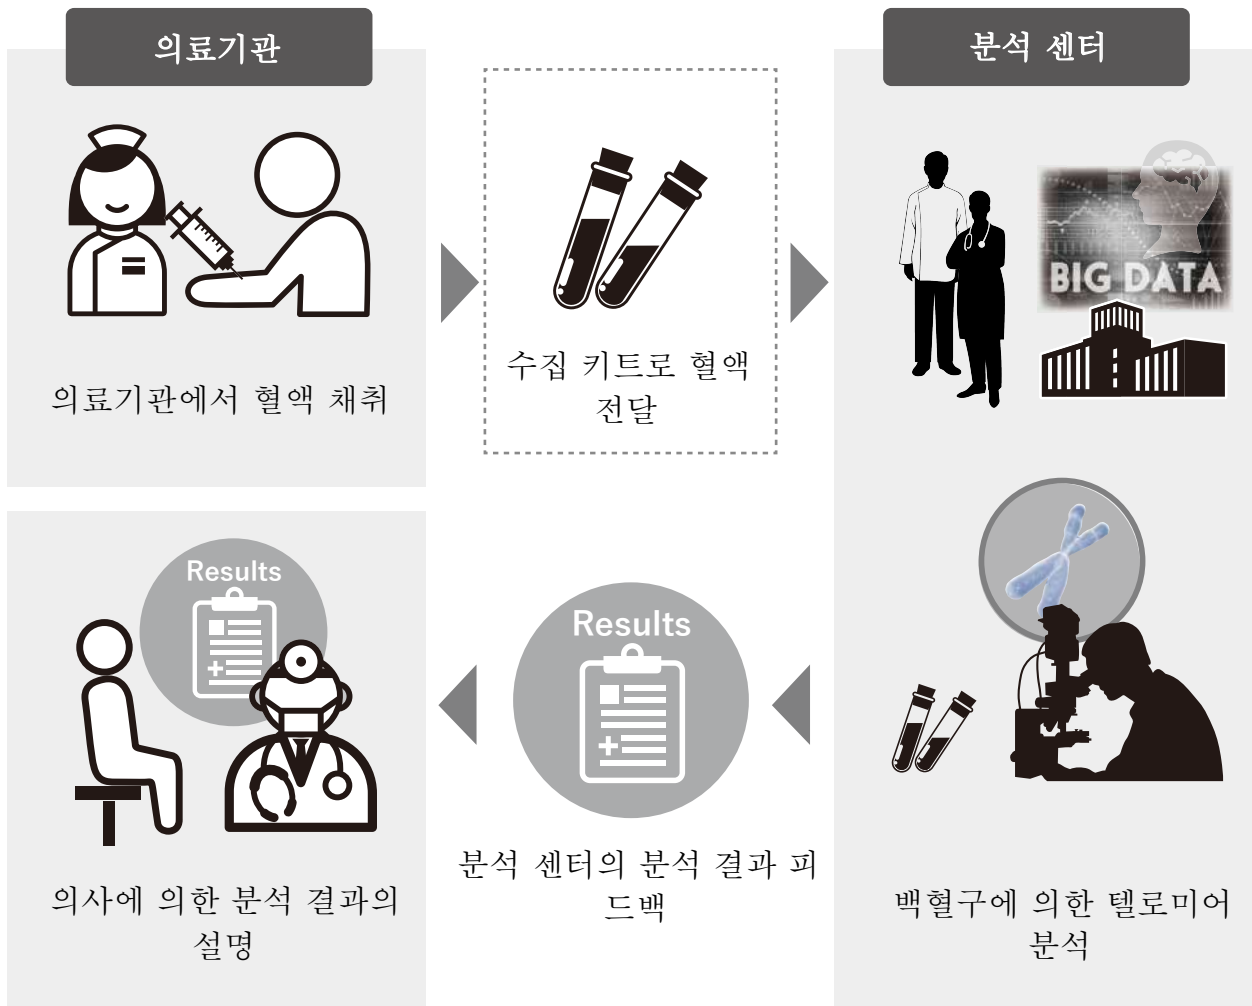 의료기관
의료기관에서 혈액 채취
수집 키트로 혈액
전달
분석 센터
BIG DATA
백혈구에 의한 텔로미어
분석
Results
분석 센터의 분석 결과 피
드백
Results
의사에 의한 분석 결과의
설명